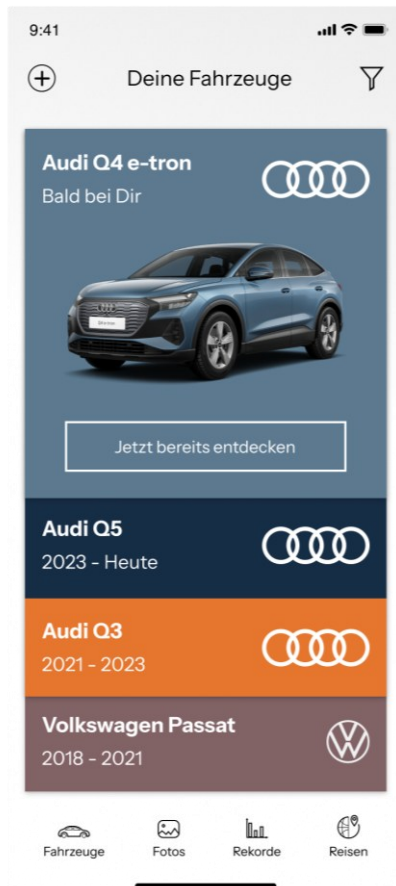 9:41
Deine Fahrzeuge
Audi Q4 e-tron
Bald bei Dir
Jetzt bereits entdecken
Audi Q5
2023 - Heute
Audi Q3
2021 - 2023
Volkswagen Passat
2018 - 2021
Fahrzeuge Fotos Rekorde Reisen